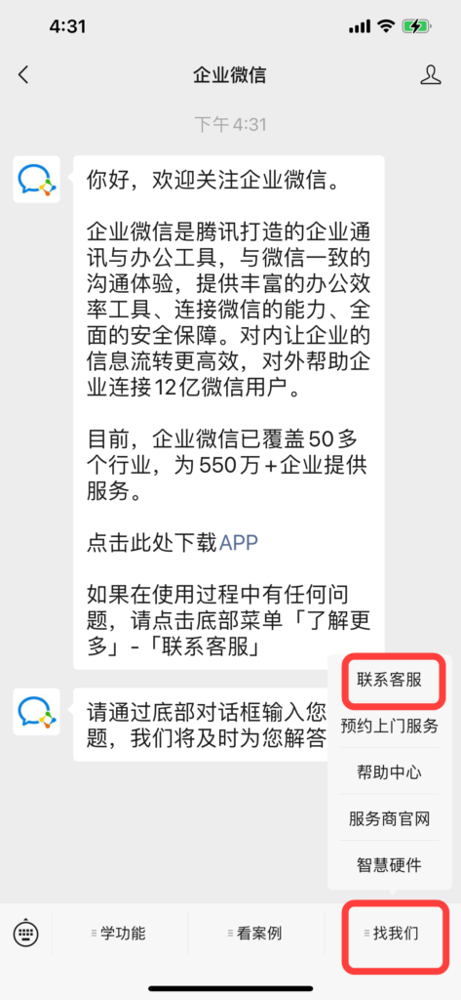 4:31
企业微信
下午4:31
你好，欢迎关注企业微信。
企业微信是腾讯打造的企业通
讯与办公工具，与微信一致的
沟通体验，提供丰富的办公效
率工具、连接微信的能力、全
面的安全保障。对内让企业的
信息流转更高效，对外帮助企
业连接12亿微信用户。
目前，企业微信已覆盖50多
个行业，为550万+企业提供
服务。
点击此处下载APP
如果在使用过程中有任何问
题，请点击底部菜单「了解更
多」-「联系客服」
请通过底部对话框输入您
题，我们将及时为您解答
联系客服
预约上门服务
帮助中心
服务商官网
智慧硬件
学功能
看案例
找我们